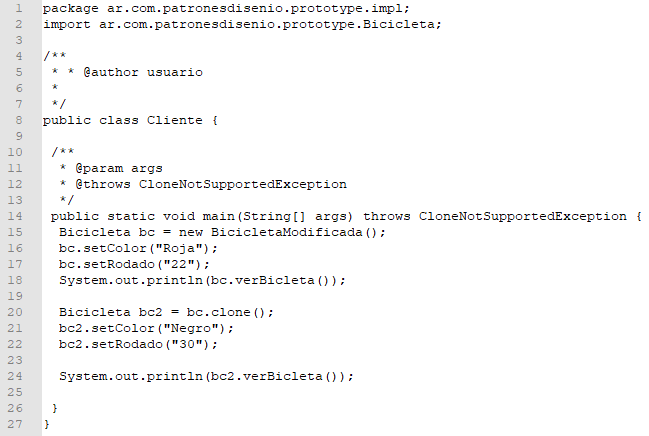 1 package ar.com.patronesdisenio.prototype.impl;
2 import ar.com.patronesdisenio.prototype.Bicicleta;
3
4 /**
5 * * @author usuario
6 *
7 */
8 public class Cliente {
9
10 /**
11 * @param args
12 * @throws CloneNotSupportedException
13 */
14 public static void main(String[] args) throws CloneNotSupportedException {
15 Bicicleta bc = new BicicletaModificada();
16 bc.setColor("Roja");
17 bc.setRodado("22");
18 System.out.println(bc.verBicleta());
19
20 Bicicleta bc2 = bc.clone();
21 bc2.setColor("Negro");
22 bc2.setRodado("30");
23
24 System.out.println(bc2.verBicleta());
25
26 }
27 }